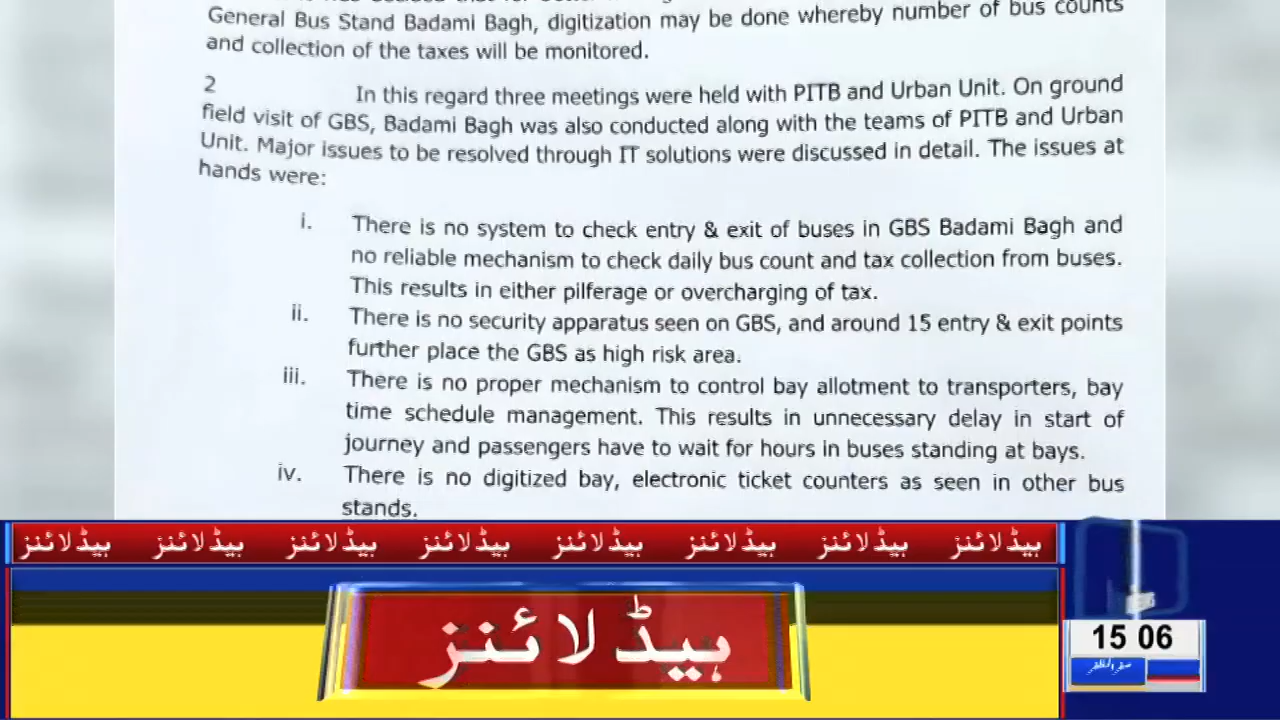 General Bus Stand Badami Bagh, digitization may be done whereby number of bus counts
and collection of the taxes will be monitored.
2
In this regard three meetings were held with PITB and Urban Unit. On ground
field visit of GBS, Badami Bagh was also conducted along with the teams of PITB and Urban
Unit. Major issues to be resolved through IT solutions were discussed in detail. The issues at
hands were:
i. There is no system to check entry & exit of buses in GBS Badami Bagh and
no reliable mechanism to check daily bus count and tax collection from buses.
This results in either pilferage or overcharging of tax.
ii. There is no security apparatus seen on GBS, and around 15 entry & exit points
further place the GBS as high risk area.
iii. There is no proper mechanism to control bay allotment to transporters, bay
time schedule management. This results in unnecessary delay in start of
journey and passengers have to wait for hours in buses standing at bays.
iv. There is no digitized bay, electronic ticket counters as seen in other bus
stands.
ہیڈلائنز ہیڈلائنز ہیڈلائنز ہیڈلائنز ہیڈلائنز ہیڈلائنز ہیڈلائنز ہیڈلائنز
ہیڈلائنز
15 06